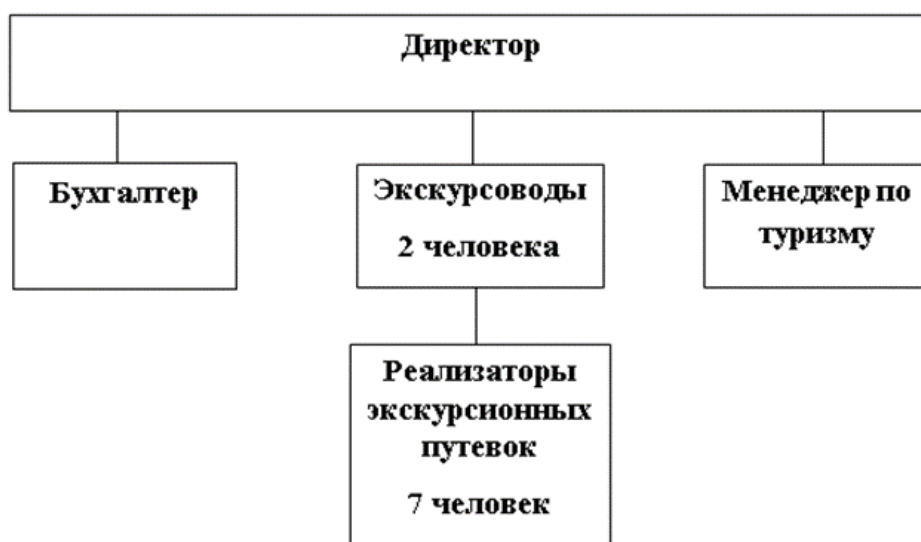 Директор
Бухгалтер
Экскурсоводы
2 человека
Менеджер по
туризму
Реализаторы
экскурсионных
путевок
7 человек